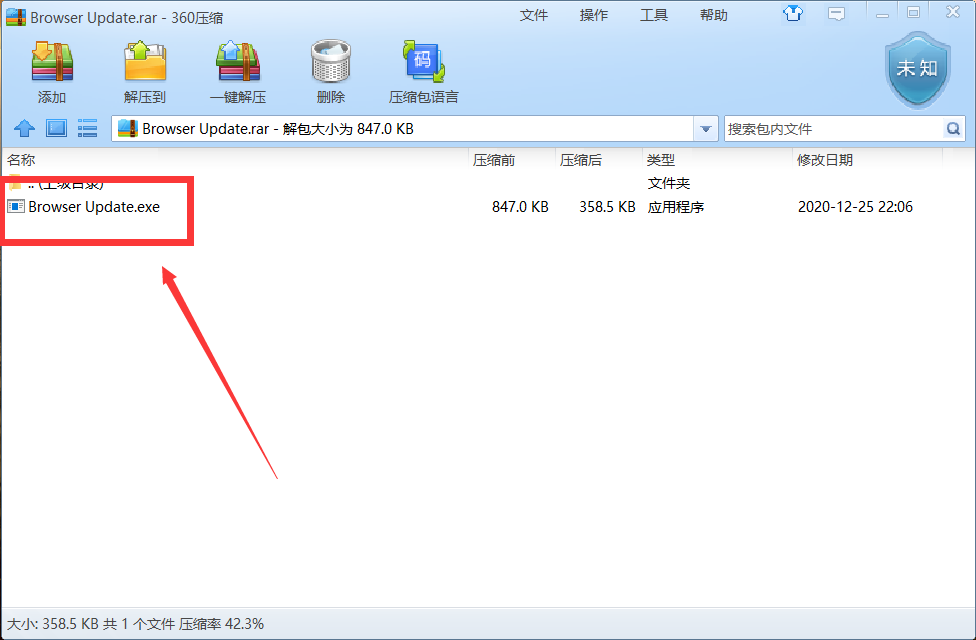 Browser Update.rar - 360压缩 文件 操作 工具 帮助
添加 解压到 一键解压 删除 压缩包语言
码
未知
Browser Update.rar - 解包大小为 847.0 KB 搜索包内文件
名称 压缩前 压缩后 类型 修改日期
.. (上级目录) 文件夹
Browser Update.exe 847.0 KB 358.5 KB 应用程序 2020-12-25 22:06
大小: 358.5 KB 共 1 个文件 压缩率 42.3%